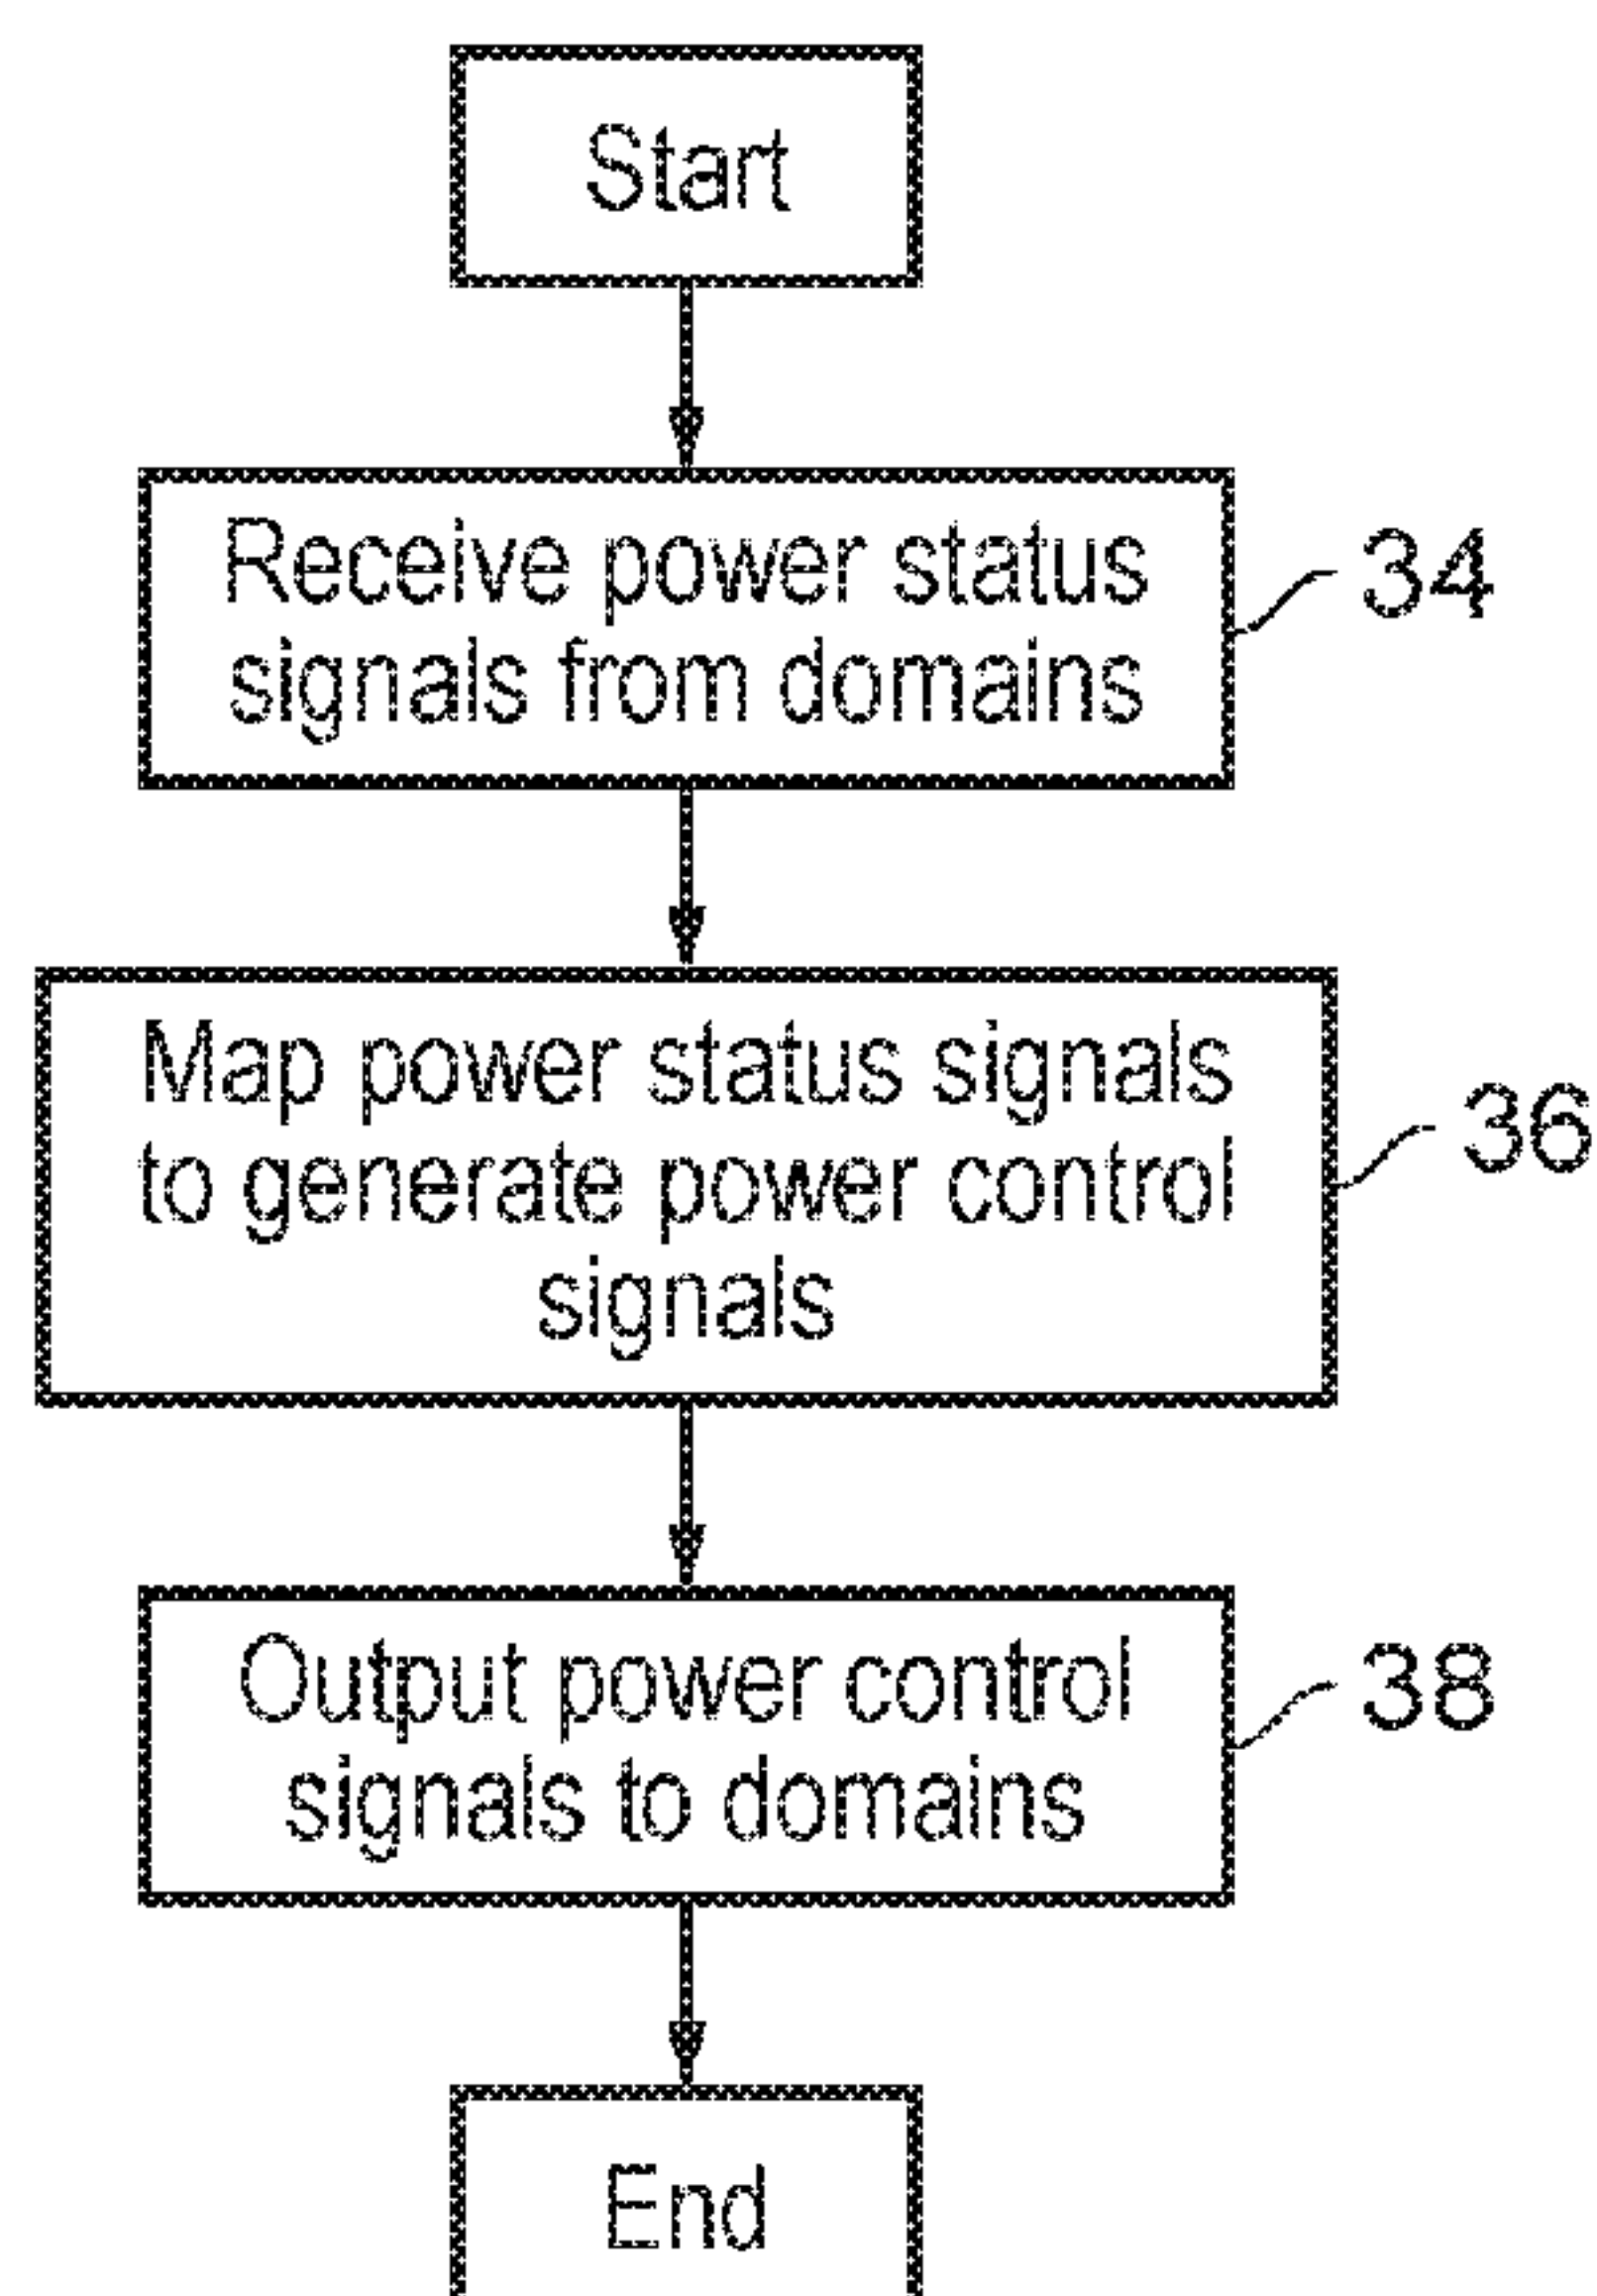 Start
Receive power status
signals from domains
34
Map power status signals
to generate power control
signals
36
Output power control
signals to domains
38
End